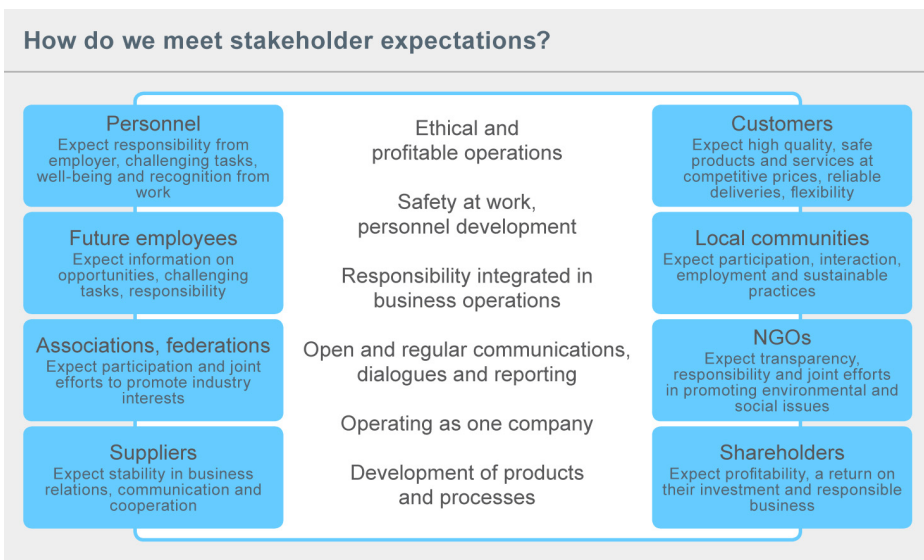 How do we meet stakeholder expectations?
Personnel
Expect responsibility from
employer, challenging tasks,
well-being and recognition from
work
Future employees
Expect information on
opportunities, challenging
tasks, responsibility
Associations, federations
Expect participation and joint
efforts to promote industry
interests
Suppliers
Expect stability in business
relations, communication and
cooperation
Ethical and
profitable operations
Safety at work,
personnel development
Responsibility integrated in
business operations
Open and regular communications,
dialogues and reporting
Operating as one company
Development of products
and processes
Customers
Expect high quality, safe
products and services at
competitive prices, reliable
deliveries, flexibility
Local communities
Expect participation, interaction,
employment and sustainable
practices
NGOs
Expect transparency,
responsibility and joint efforts
in promoting environmental and
social issues
Shareholders
Expect profitability, a return on
their investment and responsible
business